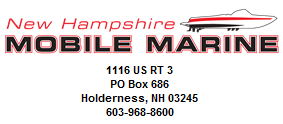 New Hampshire
MOBILE MARINE
1116 US RT 3
PO Box 686
Holderness, NH 03245
603-968-8600